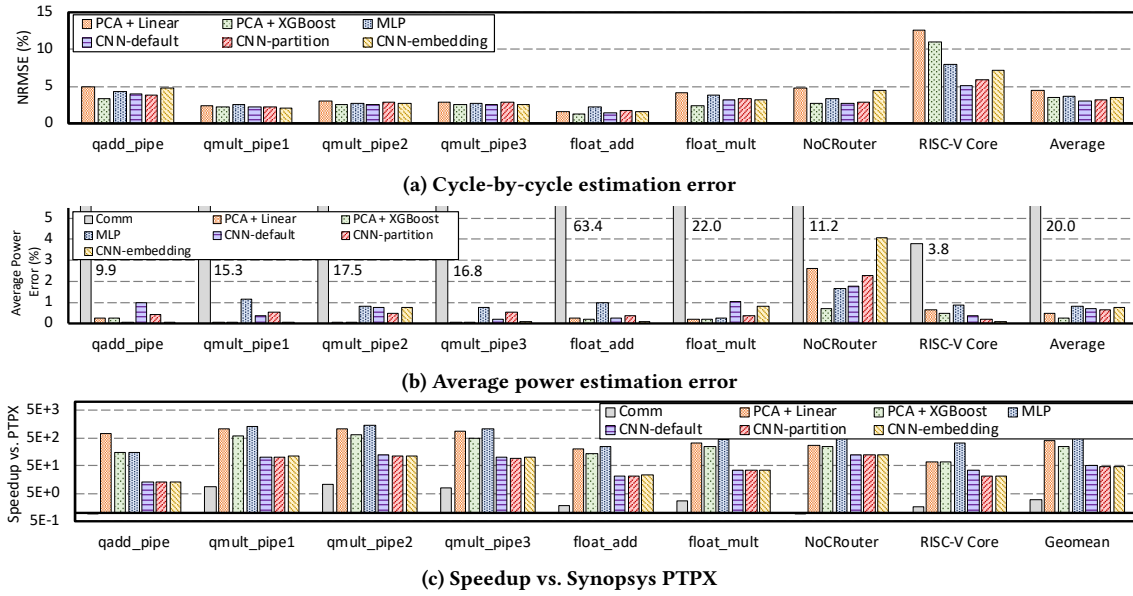 PCA + Linear PCA + XGBoost MLP
CNN-default CNN-partition CNN-embedding
NRMSE (%)
15
10
5
0
qadd_pipe qmult_pipe1 qmult_pipe2 qmult_pipe3 float_add float_mult NoCRouter RISC-V Core Average
(a) Cycle-by-cycle estimation error
Comm PCA + Linear PCA + XGBoost
MLP CNN-default CNN-partition
CNN-embedding
Average Power
Error (%)
5
4
3
2
1
0
9.9 15.3 17.5 16.8 63.4 22.0 11.2 3.8 20.0
qadd_pipe qmult_pipe1 qmult_pipe2 qmult_pipe3 float_add float_mult NoCRouter RISC-V Core Average
(b) Average power estimation error
Comm PCA + Linear PCA + XGBoost MLP
CNN-default CNN-partition CNN-embedding
Speedup vs. PTPX
5E+3
5E+2
5E+1
5E+0
5E-1
qadd_pipe qmult_pipe1 qmult_pipe2 qmult_pipe3 float_add float_mult NoCRouter RISC-V Core Geomean
(c) Speedup vs. Synopsys PTPX